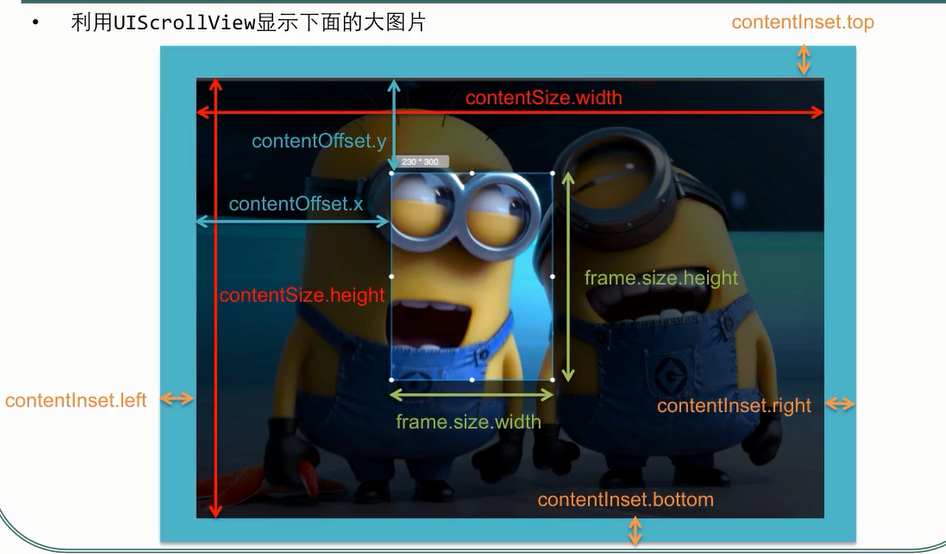 • 利用UIScrollView显示下面的大图片
contentInset.top
contentSize.width
contentOffset.y
230 * 300
contentOffset.x
frame.size.height
contentSize.height
contentInset.left
contentInset.right
frame.size.width
contentInset.bottom